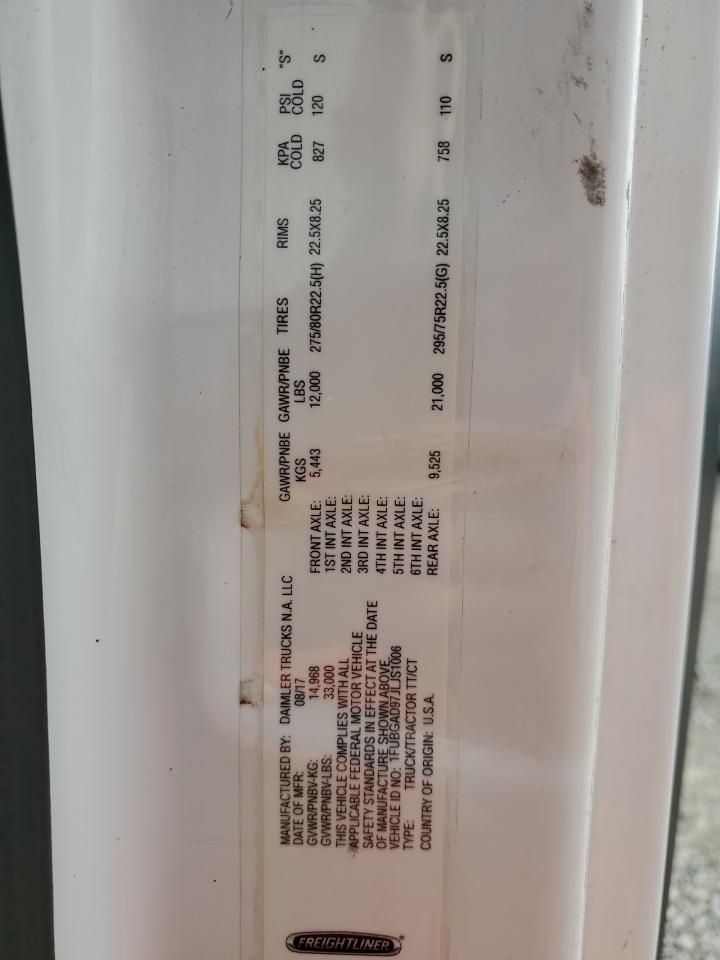 FREIGHTLINER
MANUFACTURED BY: DAIMLER TRUCKS N.A. LLC
DATE OF MFR: 08/17
GVWR/PNBV-KG: 14,968
GVWR/PNBV-LBS: 33,000
THIS VEHICLE COMPLIES WITH ALL
APPLICABLE FEDERAL MOTOR VEHICLE
SAFETY STANDARDS IN EFFECT AT THE DATE
OF MANUFACTURE SHOWN ABOVE.
VEHICLE ID NO: 1FUBGAD97JLJS1006
TYPE: TRUCK/TRACTOR TT/CT
COUNTRY OF ORIGIN: U.S.A.
GAWR/PNBE GAWR/PNBE TIRES RIMS KPA PSI "S"
KGS LBS COLD COLD
FRONT AXLE: 5,443 12,000 275/80R22.5(H) 22.5X8.25 827 120 S
1ST INT AXLE:
2ND INT AXLE:
3RD INT AXLE:
4TH INT AXLE:
5TH INT AXLE:
6TH INT AXLE:
REAR AXLE: 9,525 21,000 295/75R22.5(G) 22.5X8.25 758 110 S